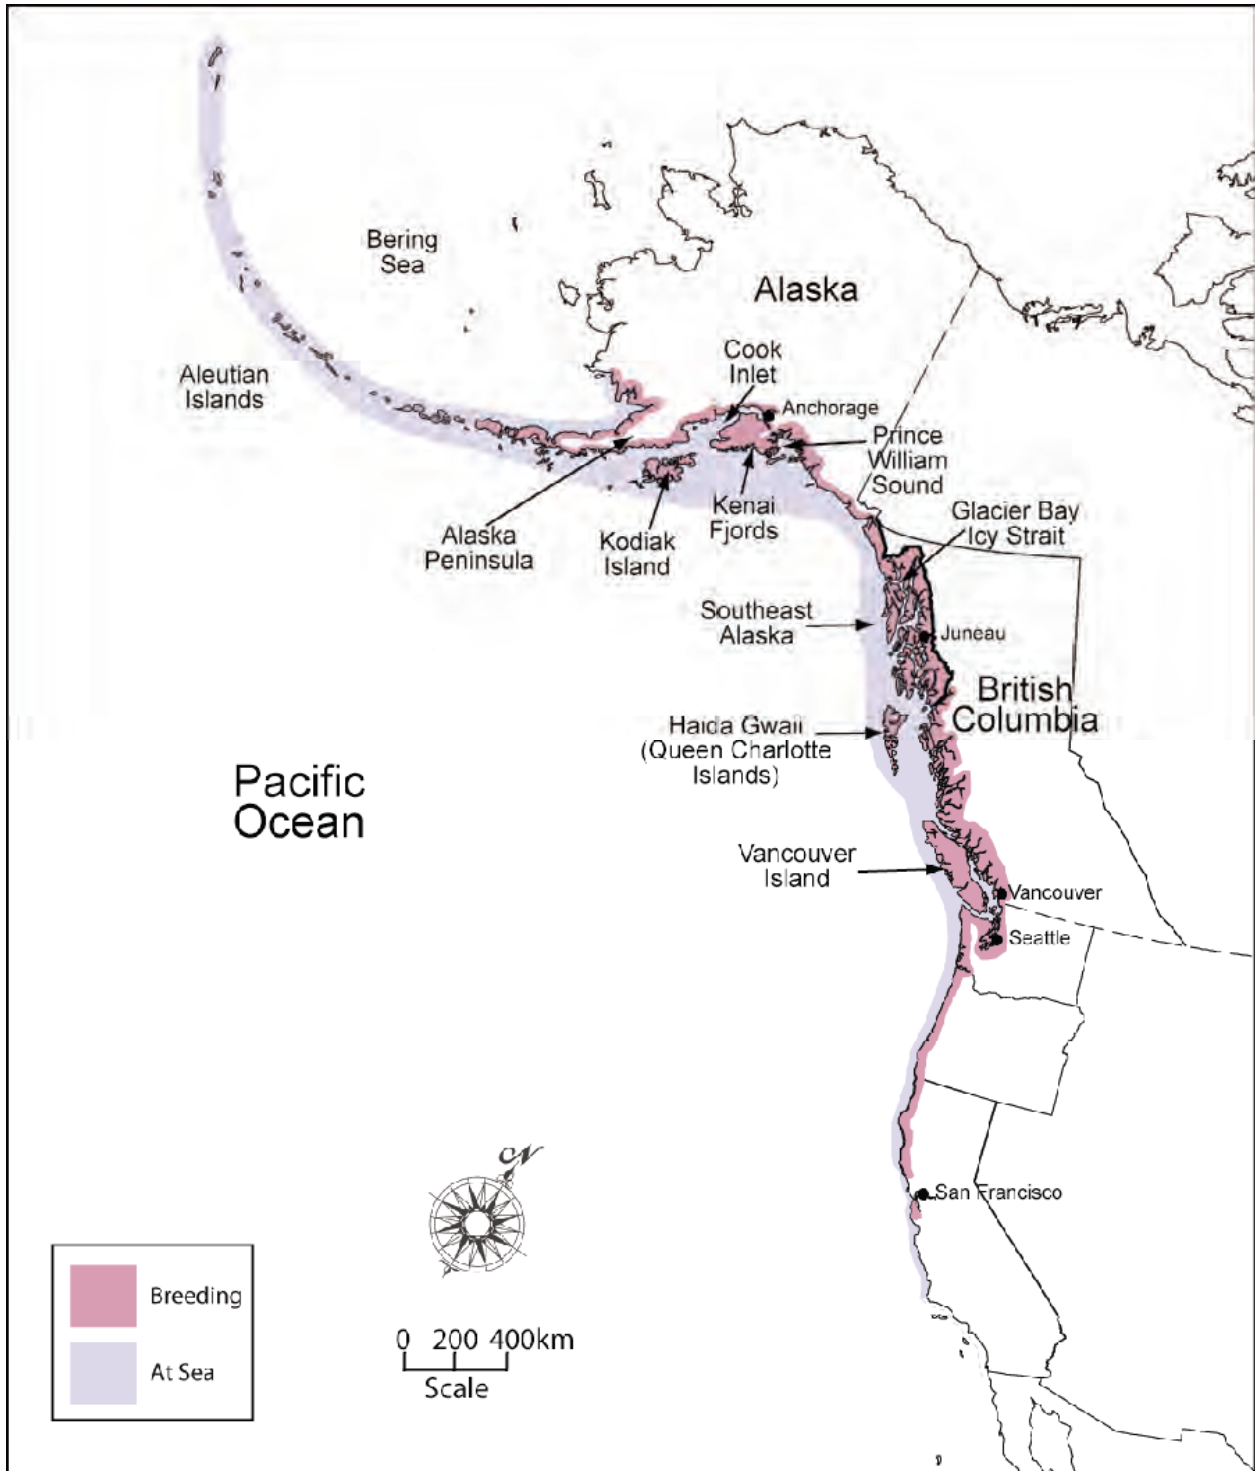 Bering
Sea
Alaska
Cook
Inlet
Aleutian
Islands
Anchorage
Prince
William
Sound
Kenai
Fjords
Glacier Bay
Icy Strait
Alaska
Peninsula
Kodiak
Island
Southeast
Alaska
Juneau
British
Columbia
Haida Gwaii
(Queen Charlotte
Islands)
Pacific
Ocean
Vancouver
Island
Vancouver
Seattle
N
San Francisco
Breeding
At Sea
0 200 400km
Scale